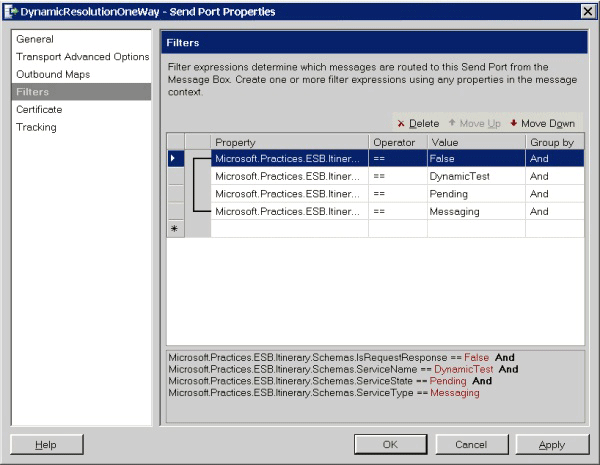 DynamicResolutionOneWay - Send Port Properties
General
Transport Advanced Options
Outbound Maps
Filters
Certificate
Tracking
Filters
Filter expressions determine which messages are routed to this Send Port from the
Message Box. Create one or more filter expressions using any properties in the message
context.
Delete Move Up Move Down
Property Operator Value Group by
Microsoft.Practices.ESB.Itiner... == False And
Microsoft.Practices.ESB.Itiner... == DynamicTest And
Microsoft.Practices.ESB.Itiner... == Pending And
Microsoft.Practices.ESB.Itiner... == Messaging And
*
Microsoft.Practices.ESB.Itinerary.Schemas.IsRequestResponse == False And
Microsoft.Practices.ESB.Itinerary.Schemas.ServiceName == DynamicTest And
Microsoft.Practices.ESB.Itinerary.Schemas.ServiceState == Pending And
Microsoft.Practices.ESB.Itinerary.Schemas.ServiceType == Messaging
Help OK Cancel Apply